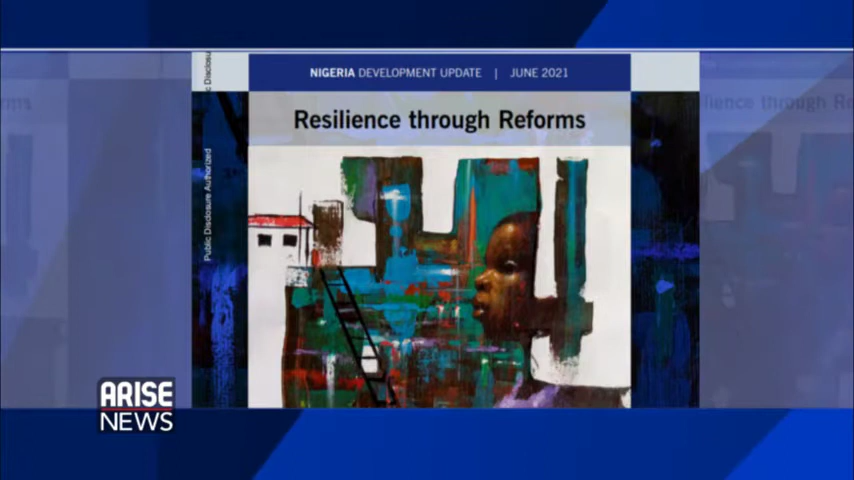 NIGERIA DEVELOPMENT UPDATE | JUNE 2021
Resilience through Reforms
Public Disclosure Authorized
ARISE
NEWS